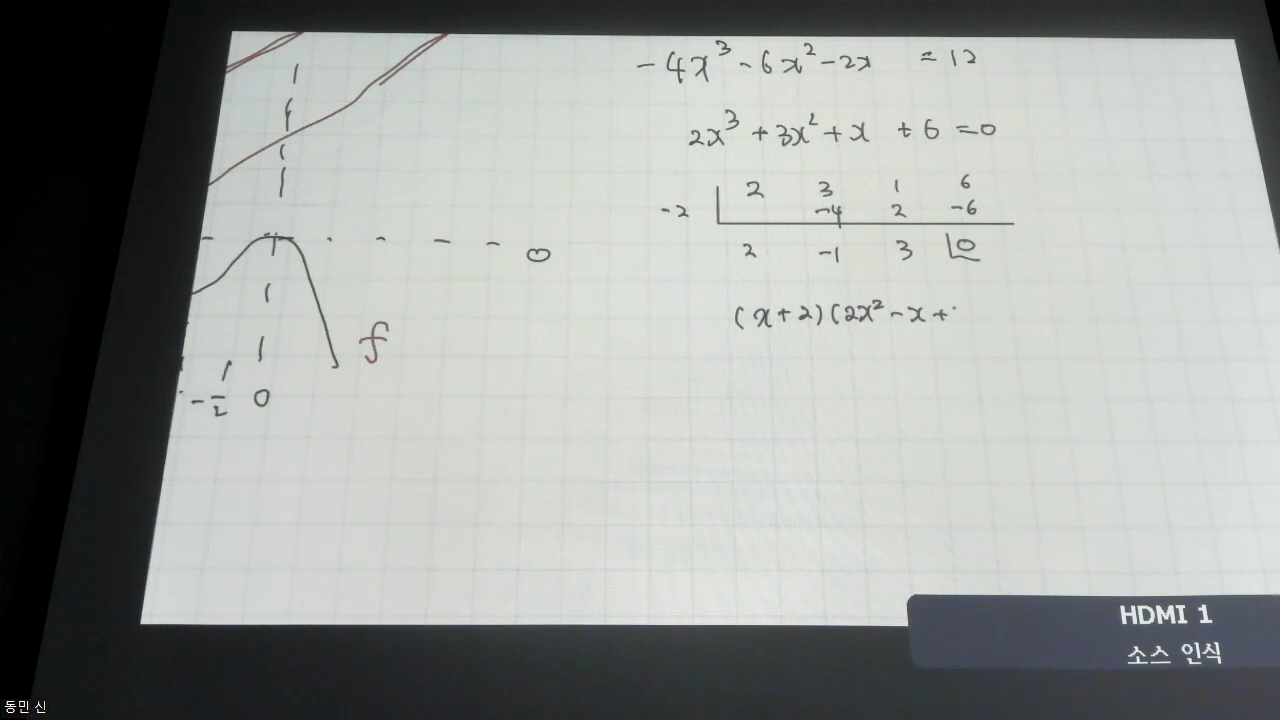 -4x³-6x²-2x =12
2x³+3x²+x +6=0
2 3 1 6
-2 -4 2 -6
2 -1 3 0
(x+2)(2x²-x+
0
f
-1/2 0
HDMI 1
소스 인식
동민 신